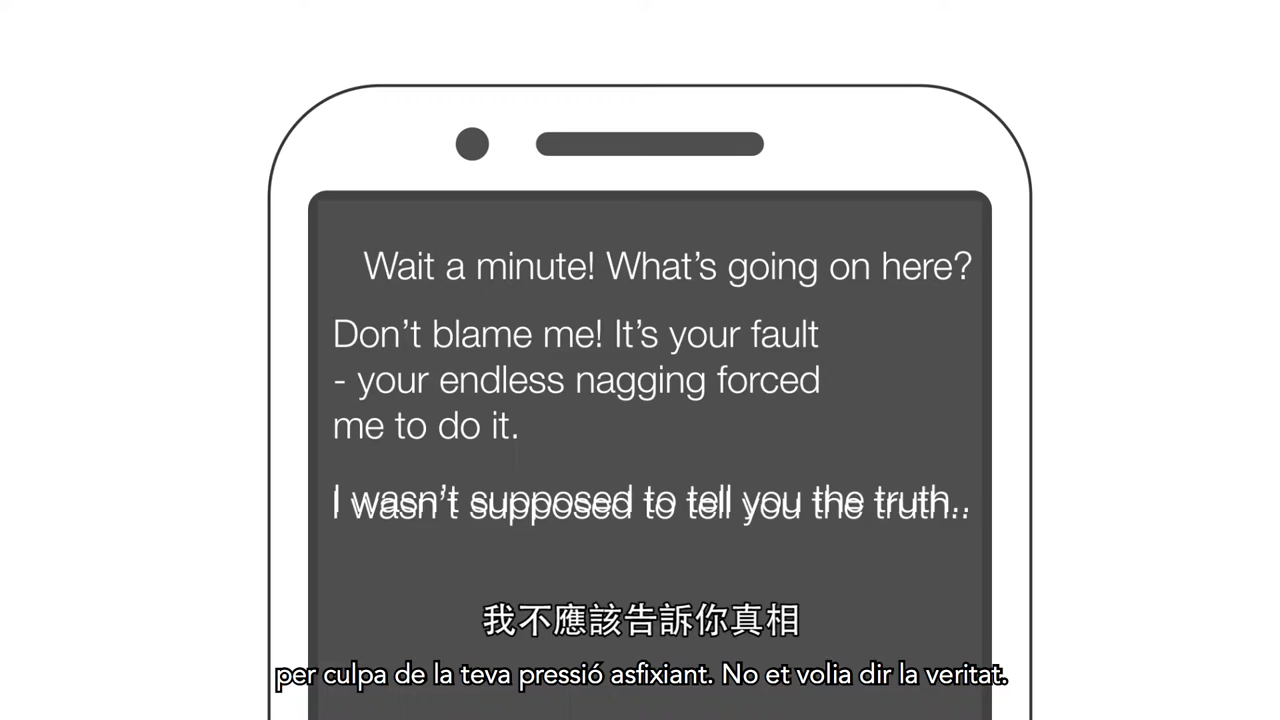 Wait a minute! What's going on here?
Don't blame me! It's your fault
- your endless nagging forced
me to do it.
I wasn't supposed to tell you the truth..
我不應該告訴你真相
per culpa de la teva pressió asfixiant. No et volia dir la veritat.